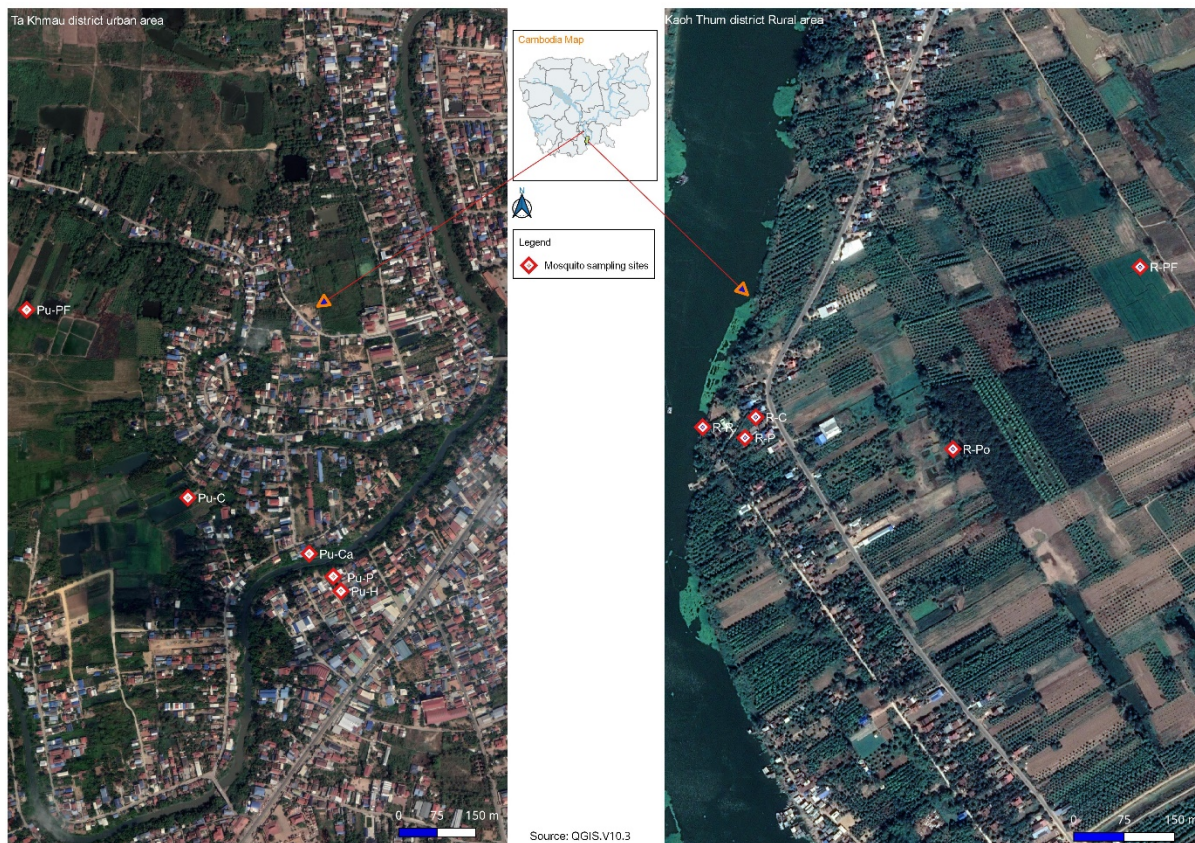 Ta Khmau district urban area
Cambodia Map
N
Legend
Mosquito sampling sites
Kaoh Thum district Rural area
Pu-PF
Pu-C
Pu-Ca
Pu-P
Pu-H
R-PF
R-C
R-R
R-P
R-Po
0 75 150 m
Source: QGIS.V10.3
0 75 150 m